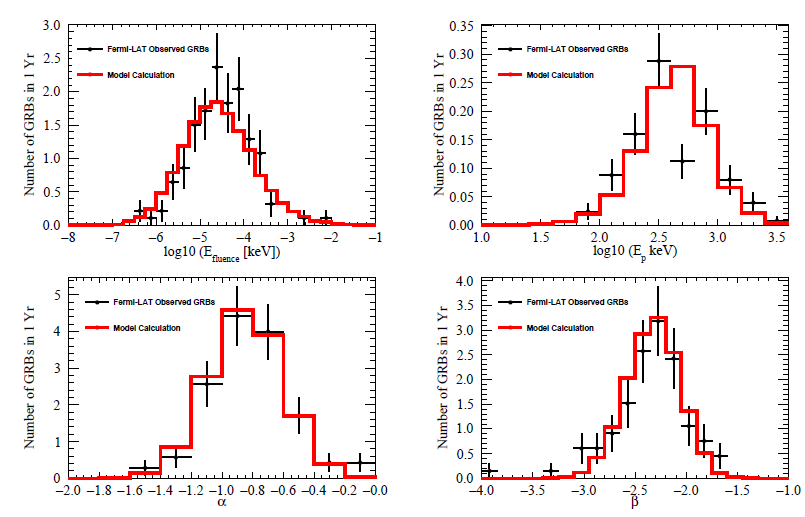 Number of GRBs in 1 Yr
3.0
2.5
2.0
1.5
1.0
0.5
0.0
Fermi-LAT Observed GRBs
Model Calculation
−8 −7 −6 −5 −4 −3 −2 −1
log10 (E_fluence [keV])
Number of GRBs in 1 Yr
0.35
0.30
0.25
0.20
0.15
0.10
0.05
0.00
Fermi-LAT Observed GRBs
Model Calculation
1.0 1.5 2.0 2.5 3.0 3.5
log10 (E_p keV)
Number of GRBs in 1 Yr
5
4
3
2
1
0
Fermi-LAT Observed GRBs
Model Calculation
−2.0 −1.8 −1.6 −1.4 −1.2 −1.0 −0.8 −0.6 −0.4 −0.2 −0.0
α
Number of GRBs in 1 Yr
4.0
3.5
3.0
2.5
2.0
1.5
1.0
0.5
0.0
Fermi-LAT Observed GRBs
Model Calculation
−4.0 −3.5 −3.0 −2.5 −2.0 −1.5 −1.0
β